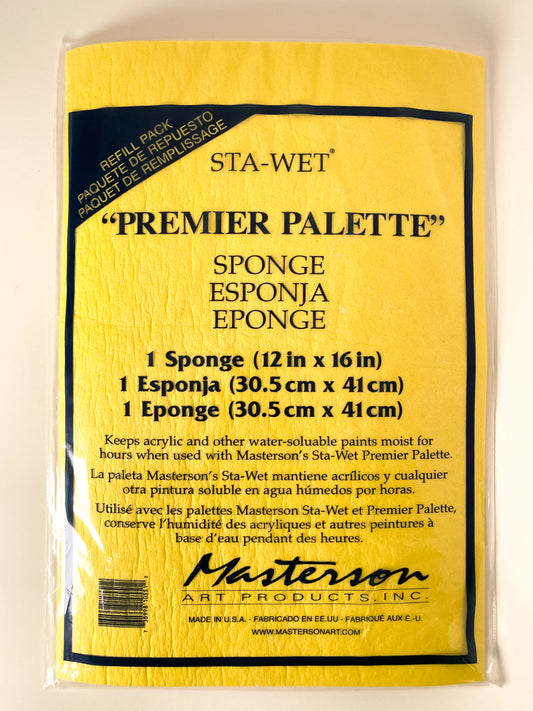 REFILL PACK
PAQUETE DE REPUESTO
PAQUET DE REMPLISSAGE
STA-WET®
"PREMIER PALETTE"
SPONGE
ESPONJA
EPONGE
1 Sponge (12 in x 16 in)
1 Esponja (30.5 cm x 41 cm)
1 Eponge (30.5 cm x 41 cm)
Keeps acrylic and other water-soluable paints moist for
hours when used with Masterson's Sta-Wet Premier Palette.
La paleta Masterson's Sta-Wet mantiene acrílicos y cualquier
otra pintura soluble en agua húmedos por horas.
Utilisé avec les palettes Masterson Sta-Wet et Premier Palette,
conserve l'humidité des acryliques et autres peintures à
base d'eau pendant des heures.
Masterson
ART PRODUCTS, INC.
MADE IN U.S.A. - FABRICADO EN EE.UU - FABRIQUÉ AUX É.-U.
WWW.MASTERSONART.COM